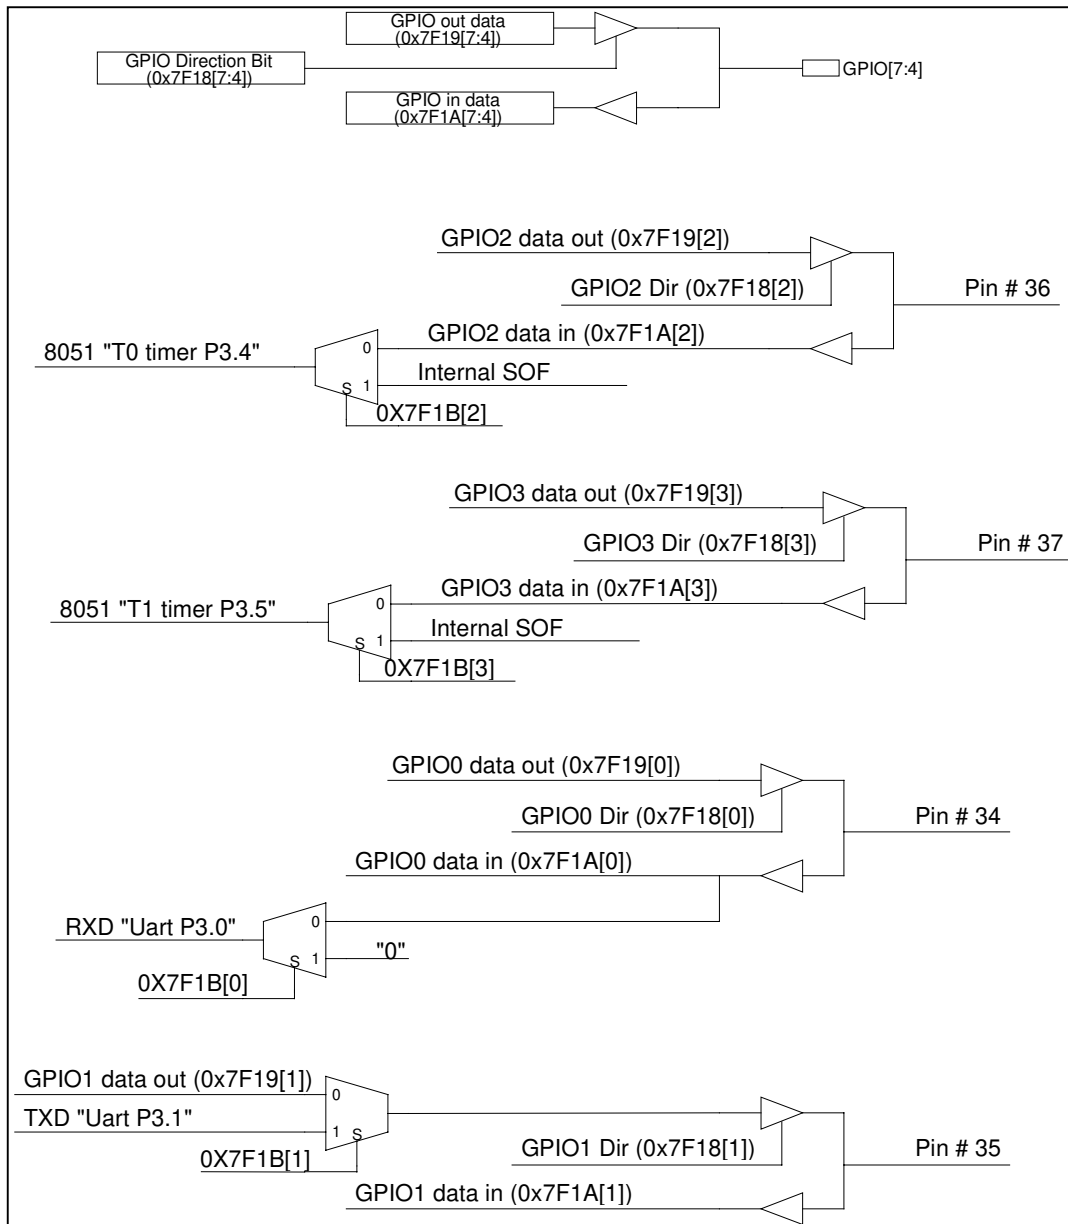 GPIO out data
(0x7F19[7:4])
GPIO Direction Bit
(0x7F18[7:4])
GPIO[7:4]
GPIO in data
(0x7F1A[7:4])
GPIO2 data out (0x7F19[2])
GPIO2 Dir (0x7F18[2])
Pin # 36
GPIO2 data in (0x7F1A[2])
8051 "T0 timer P3.4"
0
Internal SOF
S 1
0X7F1B[2]
GPIO3 data out (0x7F19[3])
GPIO3 Dir (0x7F18[3])
Pin # 37
GPIO3 data in (0x7F1A[3])
8051 "T1 timer P3.5"
0
Internal SOF
S 1
0X7F1B[3]
GPIO0 data out (0x7F19[0])
GPIO0 Dir (0x7F18[0])
Pin # 34
GPIO0 data in (0x7F1A[0])
RXD "Uart P3.0"
0
"0"
S 1
0X7F1B[0]
GPIO1 data out (0x7F19[1])
0
TXD "Uart P3.1"
1 S
0X7F1B[1]
GPIO1 Dir (0x7F18[1])
Pin # 35
GPIO1 data in (0x7F1A[1])